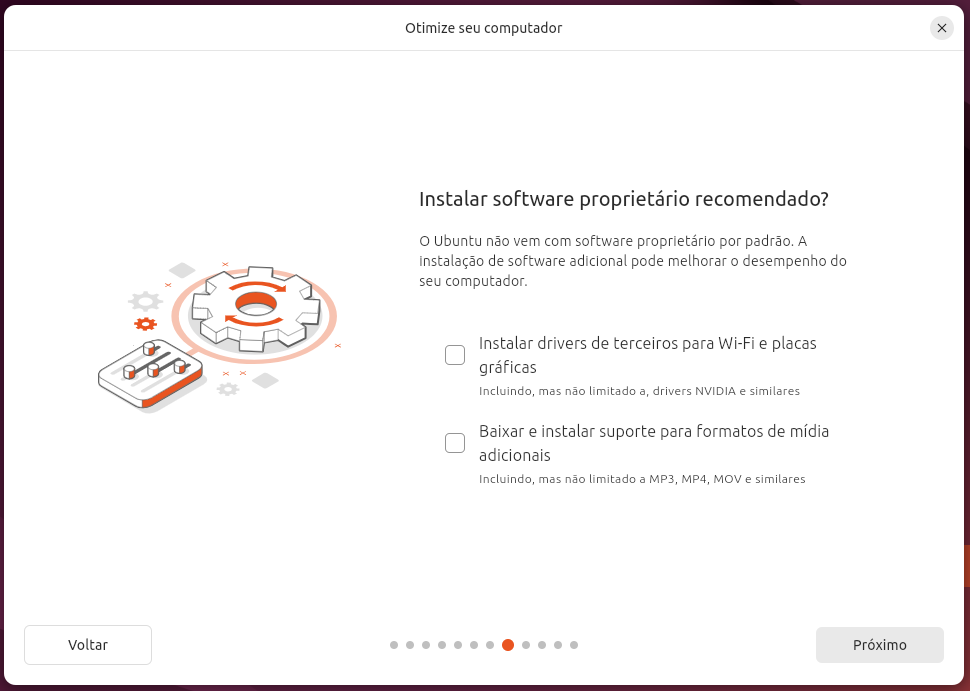 Otimize seu computador
Instalar software proprietário recomendado?
O Ubuntu não vem com software proprietário por padrão. A
instalação de software adicional pode melhorar o desempenho do
seu computador.
Instalar drivers de terceiros para Wi-Fi e placas
gráficas
Incluindo, mas não limitado a, drivers NVIDIA e similares
Baixar e instalar suporte para formatos de mídia
adicionais
Incluindo, mas não limitado a MP3, MP4, MOV e similares
Voltar
Próximo